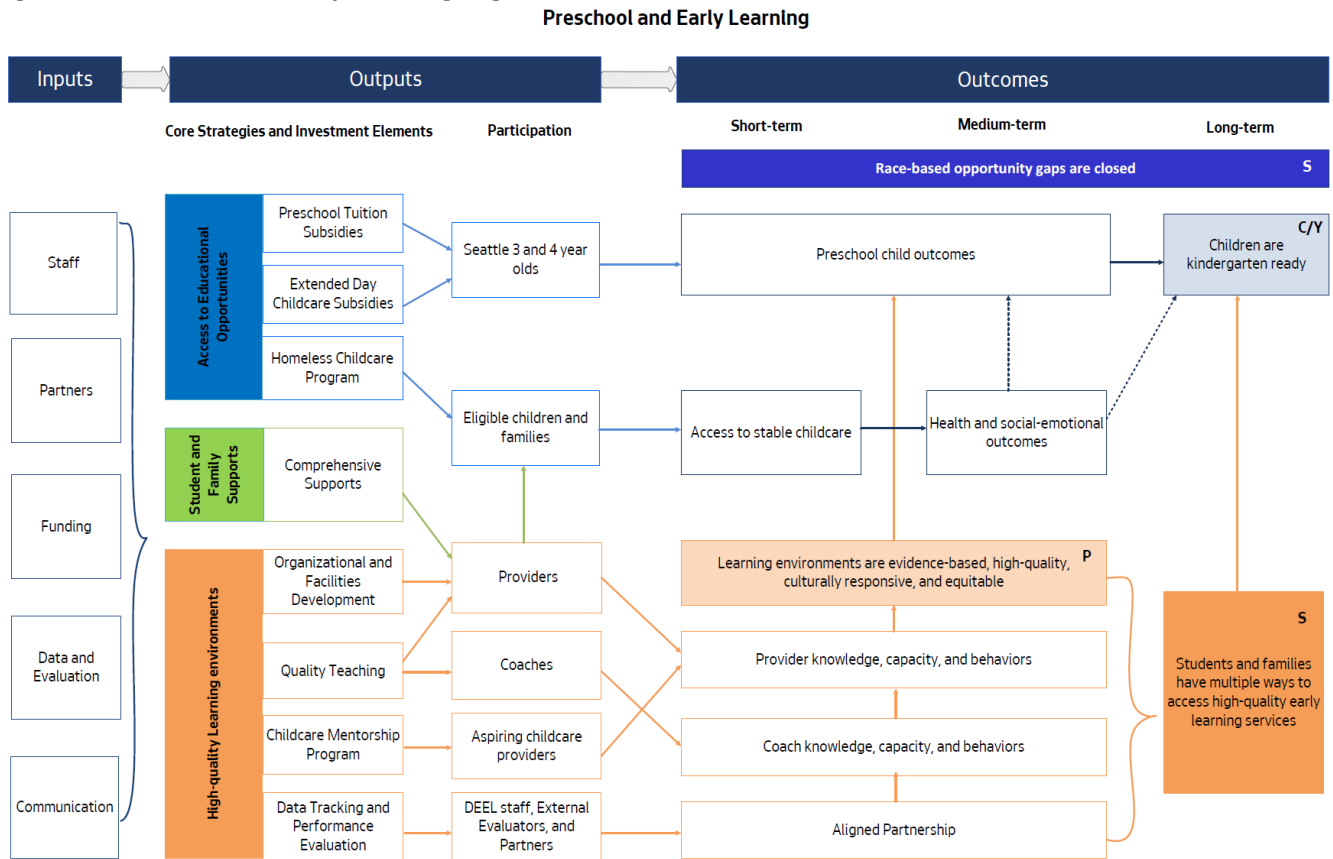 Preschool and Early Learning
Inputs
Outputs
Outcomes
Core Strategies and Investment Elements
Participation
Short-term
Medium-term
Long-term
Race-based opportunity gaps are closed
S
Staff
Partners
Funding
Data and
Evaluation
Communication
Access to Educational
Opportunities
Preschool Tuition
Subsidies
Extended Day
Childcare Subsidies
Homeless Childcare
Program
Student and
Family
Supports
Comprehensive
Supports
High-quality Learning environments
Organizational and
Facilities
Development
Quality Teaching
Childcare Mentorship
Program
Data Tracking and
Performance
Evaluation
Seattle 3 and 4 year
olds
Eligible children and
families
Providers
Coaches
Aspiring childcare
providers
DEEL staff, External
Evaluators, and
Partners
Preschool child outcomes
Access to stable childcare
Health and social-emotional
outcomes
Learning environments are evidence-based, high-quality,
culturally responsive, and equitable
P
Provider knowledge, capacity, and behaviors
Coach knowledge, capacity, and behaviors
Aligned Partnership
C/Y
Children are
kindergarten ready
S
Students and families
have multiple ways to
access high-quality early
learning services